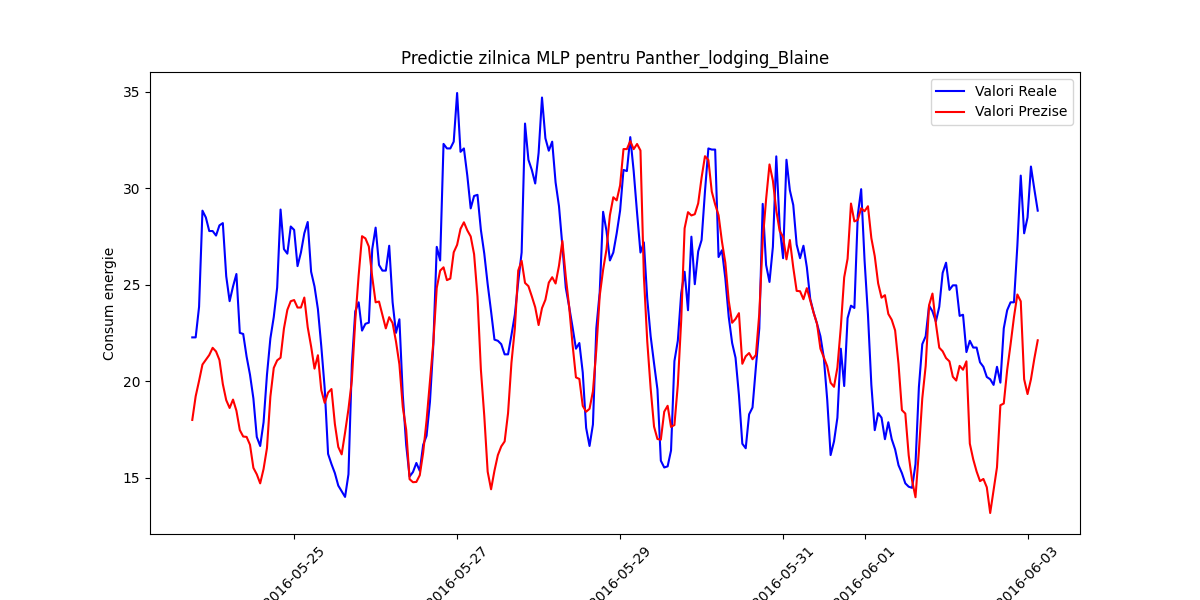 Predictie zilnica MLP pentru Panther_lodging_Blaine
Valori Reale
Valori Prezise
Consum energie
35
30
25
20
15
2016-05-25
2016-05-27
2016-05-29
2016-05-31
2016-06-01
2016-06-03